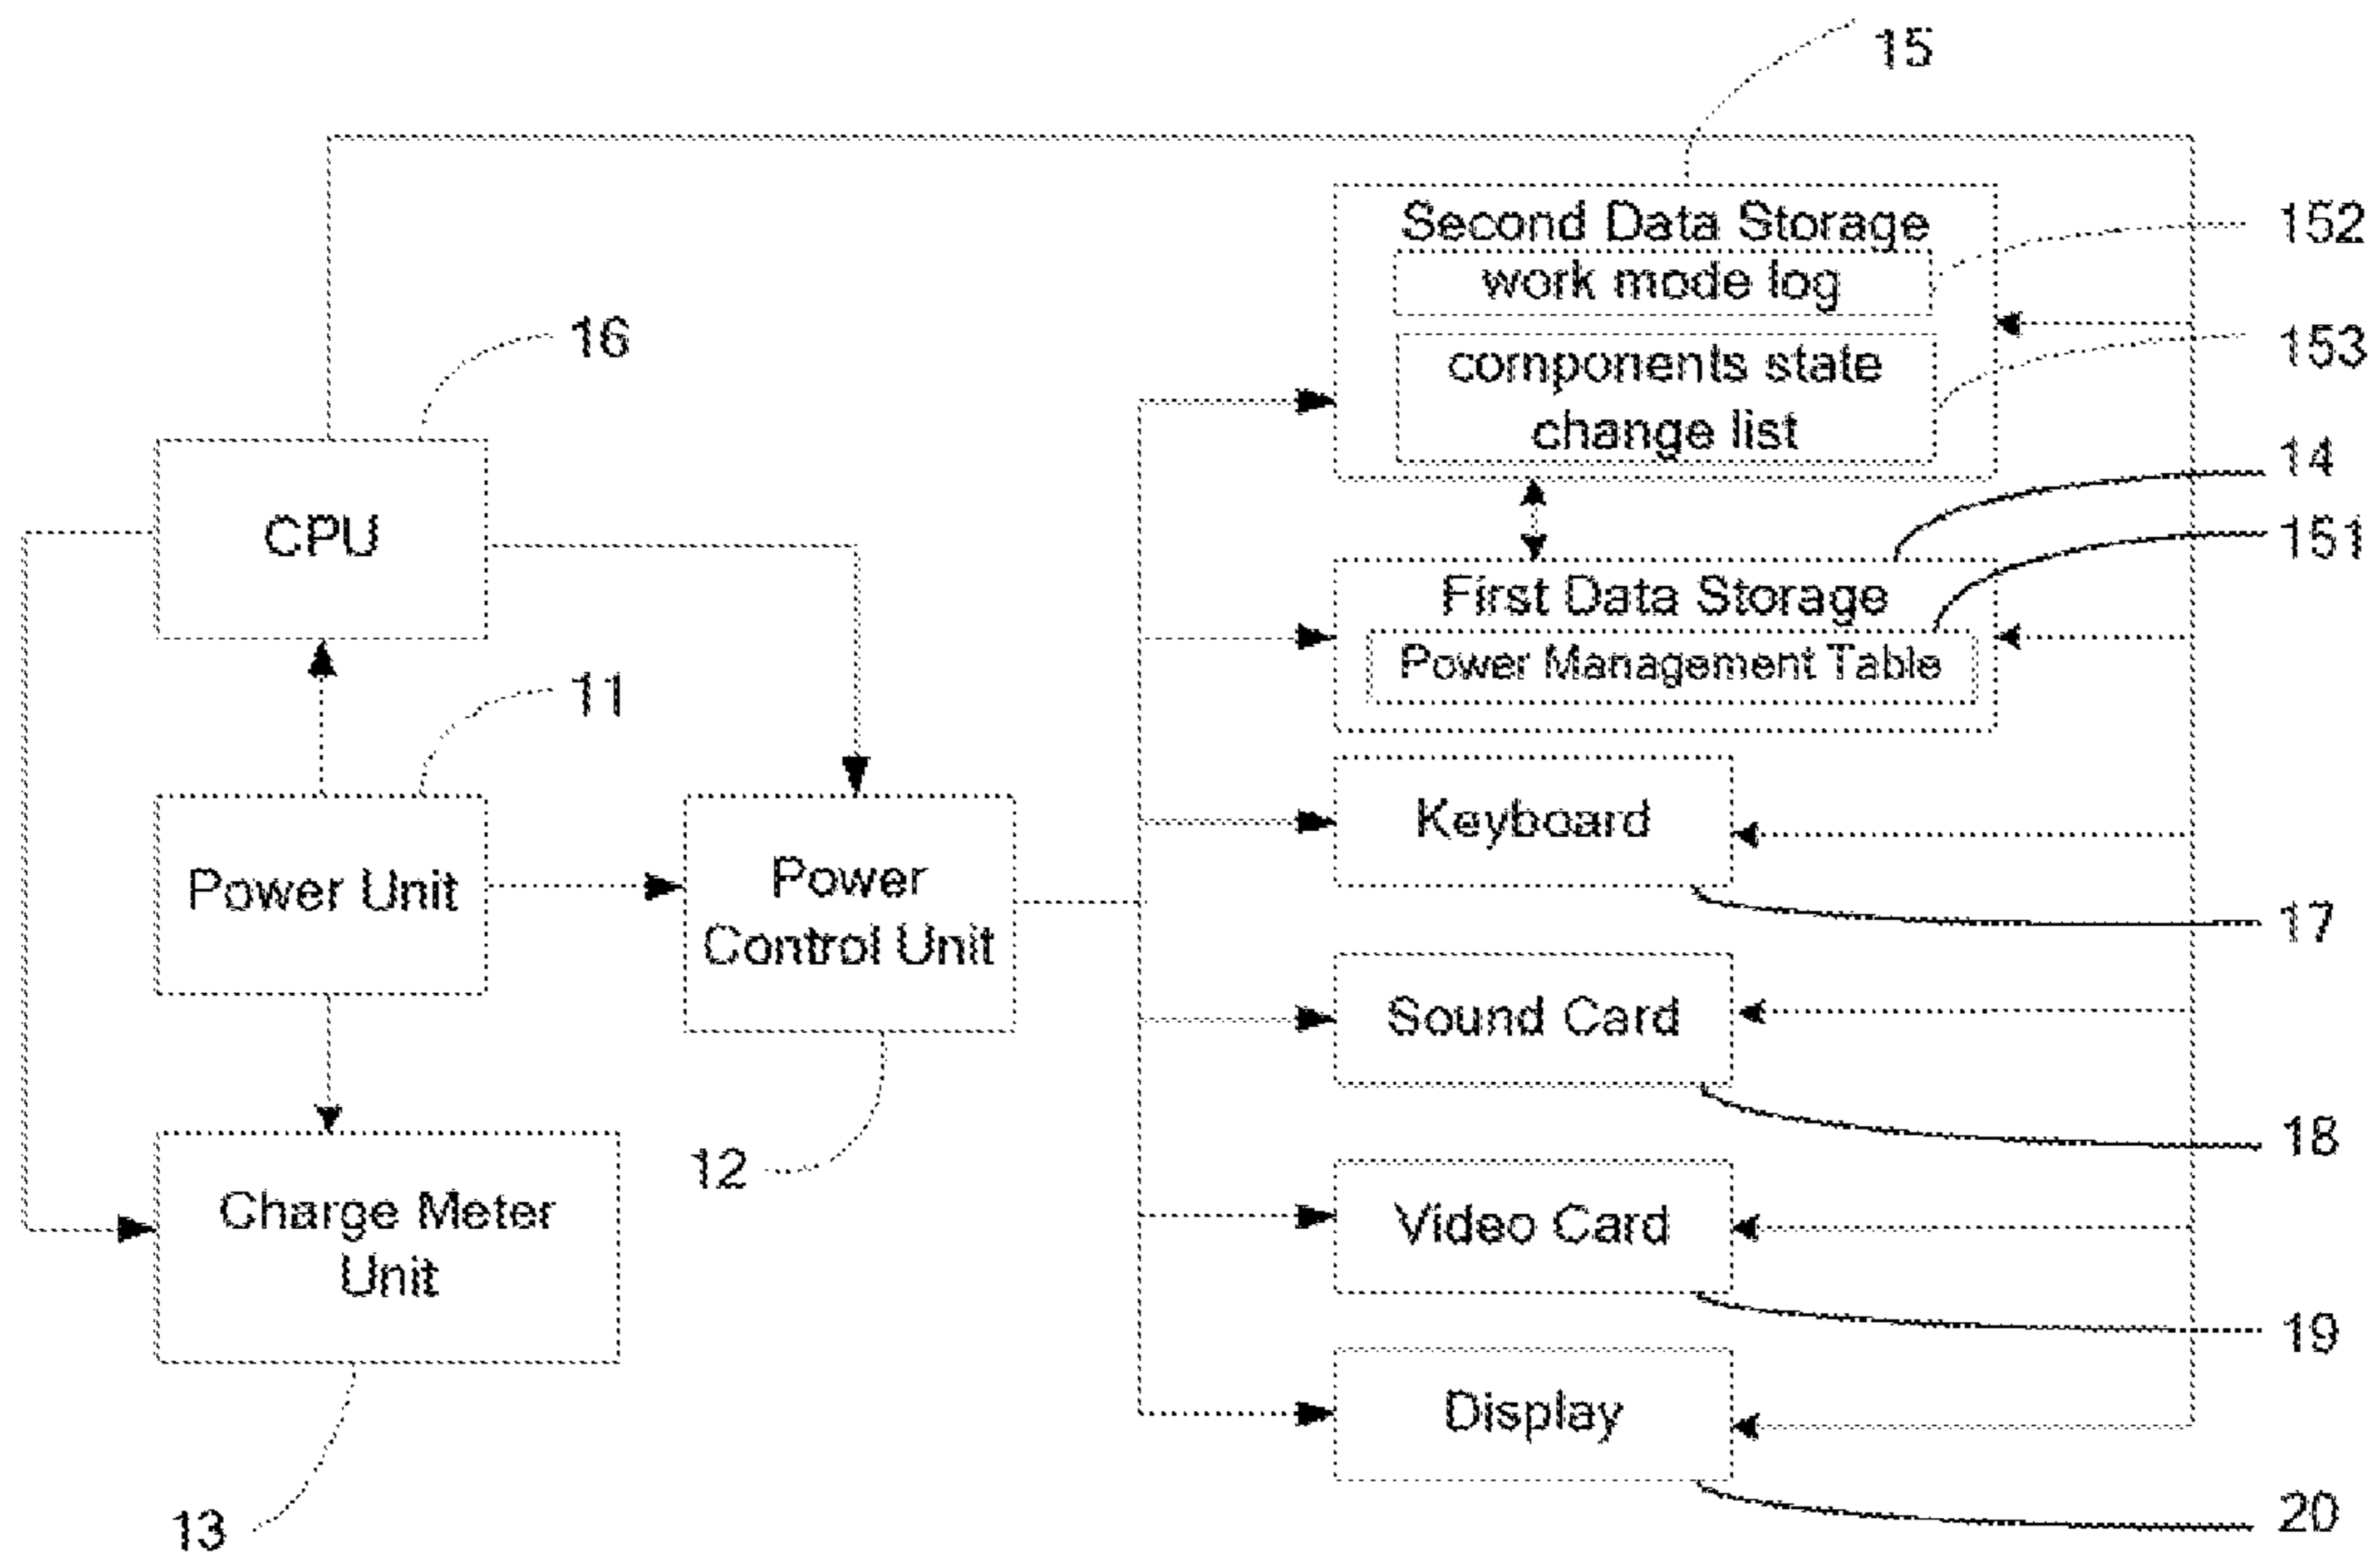 15
Second Data Storage
152
work mode log
16
153
components state
change list
14
CPU
151
First Data Storage
Power Management Table
11
Keyboard
Power Unit
Power
Control Unit
17
Sound Card
18
12
Charge Meter
Unit
Video Card
19
Display
13
20